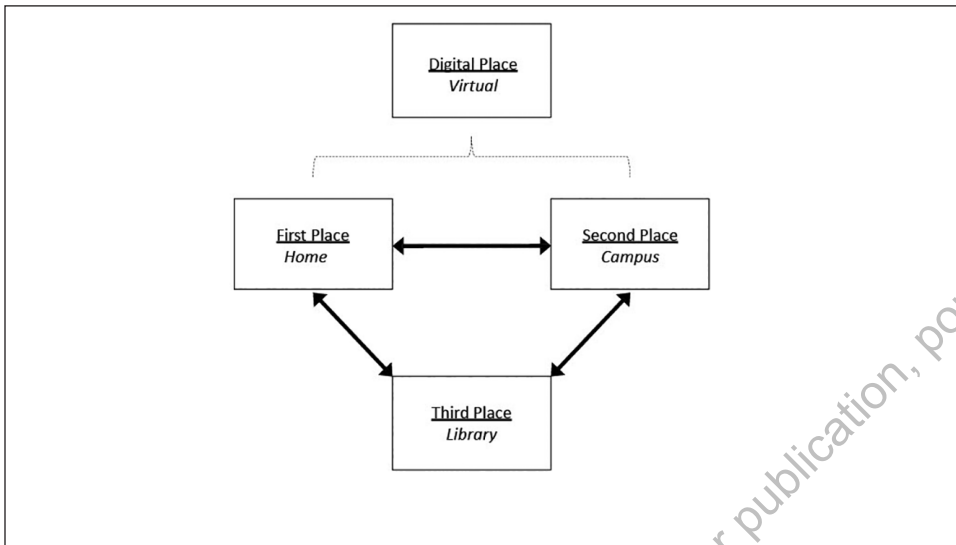 Digital Place
Virtual
First Place
Home
Second Place
Campus
Third Place
Library
r publication, po